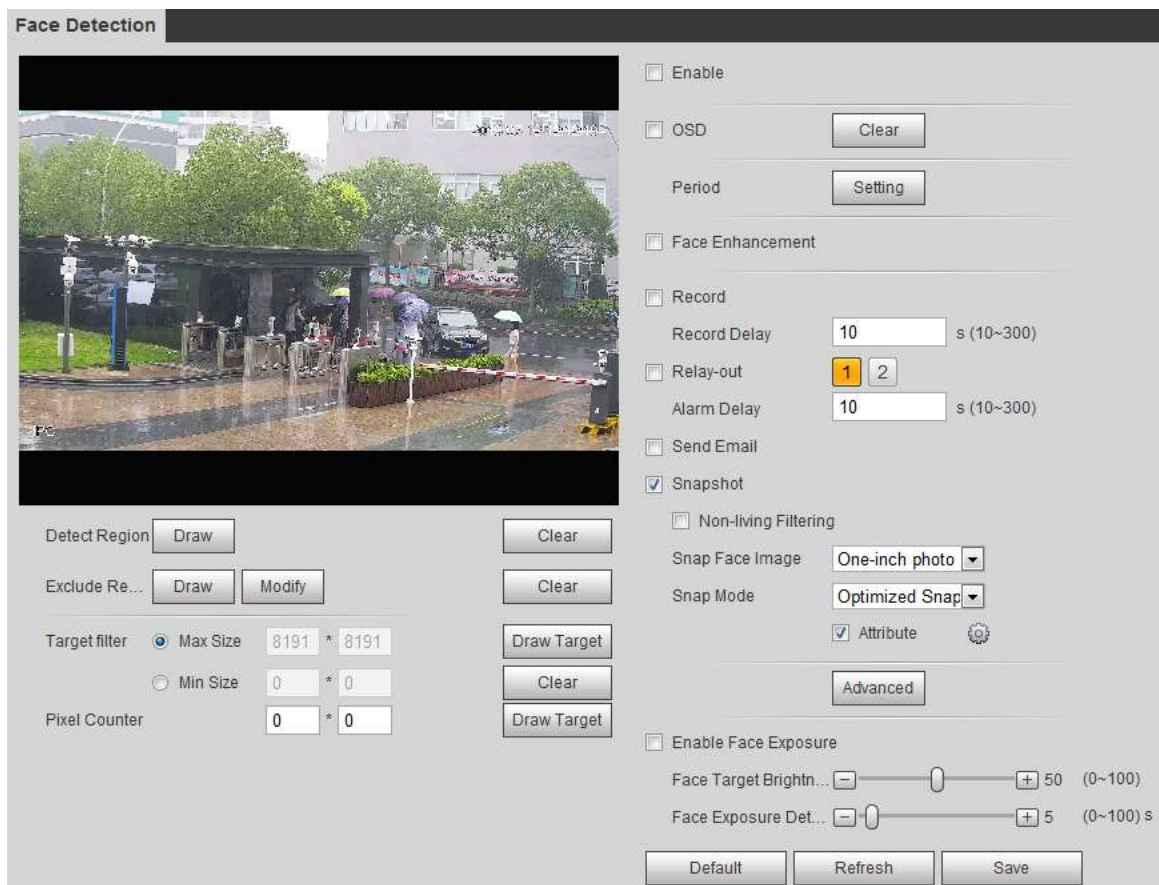 Face Detection
Enable
OSD
Clear
Period
Setting
Face Enhancement
Record
Record Delay
10
s (10~300)
Relay-out
1
2
Alarm Delay
10
s (10~300)
Send Email
Snapshot
Non-living Filtering
Snap Face Image
One-inch photo
Snap Mode
Optimized Snap
Attribute
Advanced
Enable Face Exposure
Face Target Brightn...
50
(0~100)
Face Exposure Det...
5
(0~100) s
Default
Refresh
Save
IPC
Detect Region
Draw
Clear
Exclude Re...
Draw
Modify
Clear
Target filter
Max Size
8191 * 8191
Draw Target
Min Size
0 * 0
Clear
Pixel Counter
0 * 0
Draw Target